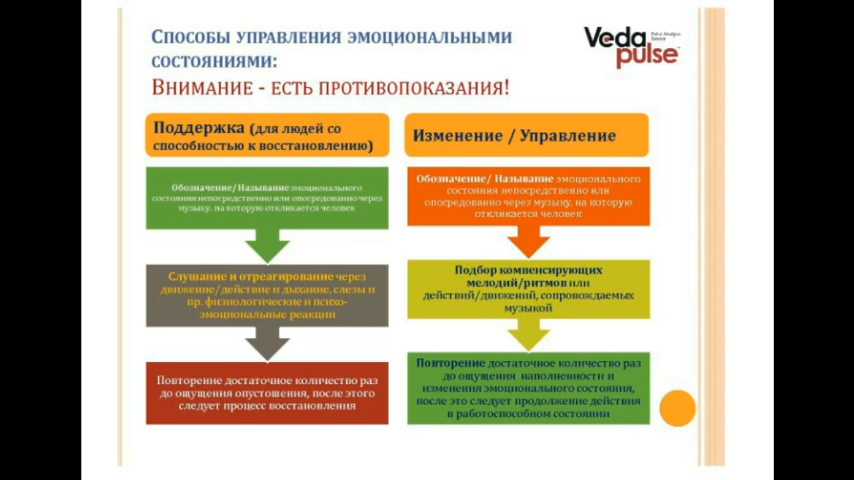 Способы управления эмоциональными
состояниями:
Внимание - есть противопоказания!
Veda
pulse
Поддержка (для людей со
способностью к восстановлению)
Обозначение/ Называние эмоционального
состояния непосредственно или опосредованно через
музыку, на которую откликается человек
Слушание и отреагирование через
движение/действие и дыхание, слезы и
пр. физиологические и психо-
эмоциональные реакции
Повторение достаточное количество раз
до ощущения опустошения, после этого
следует процесс восстановления
Изменение / Управление
Обозначение/ Называние эмоционального
состояния непосредственно или
опосредовано через музыку, на которую
откликается человек
Подбор компенсирующих
мелодий/ритмов или
действий/движений, сопровождаемых
музыкой
Повторение достаточное количество раз
до ощущения наполненности и
изменения эмоционального состояния,
после это следует продолжение действия
в работоспособном состоянии